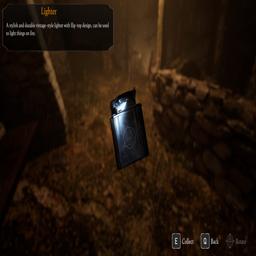 Lighter
A stylish and durable vintage-style lighter with flip-top design, can be used
to light things on fire.
E Collect Q Back Rotate